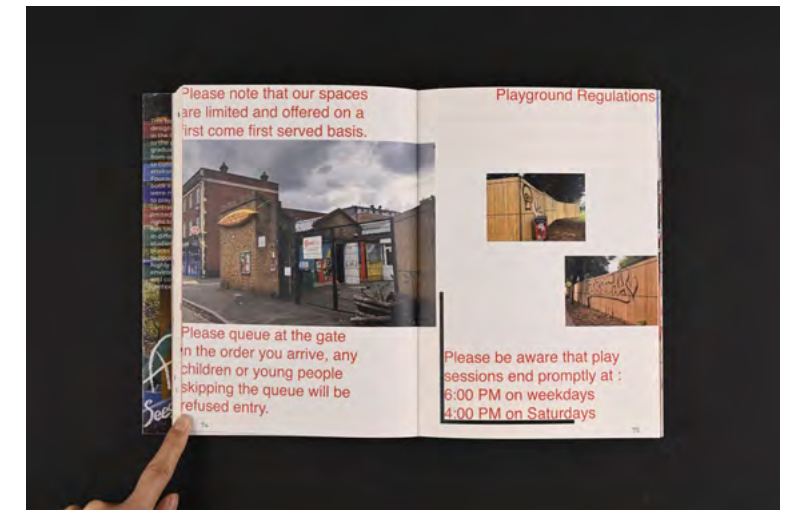 Please note that our spaces
are limited and offered on a
first come first served basis.
Please queue at the gate
in the order you arrive, any
children or young people
skipping the queue will be
refused entry.
74
Playground Regulations
Please be aware that play
sessions end promptly at :
6:00 PM on weekdays
4:00 PM on Saturdays
75